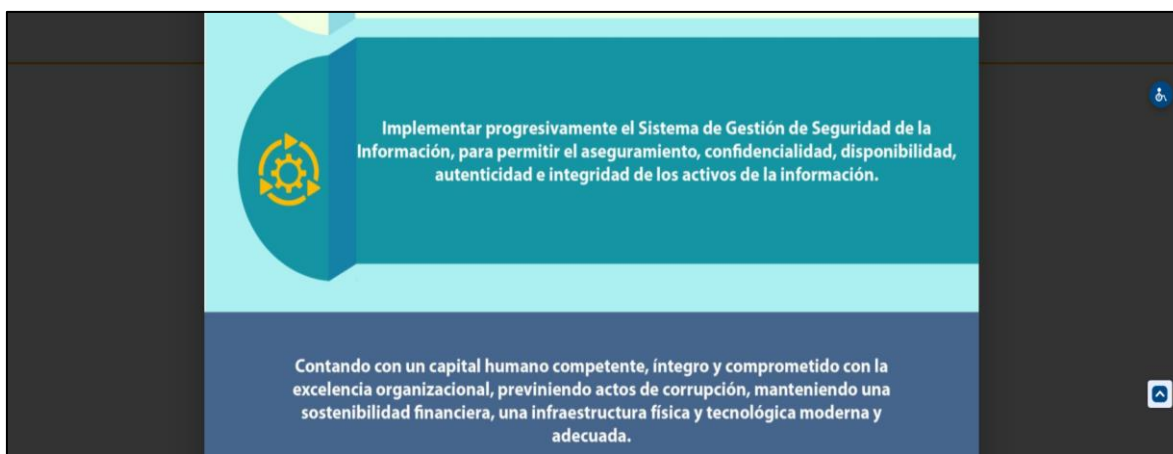 Implementar progresivamente el Sistema de Gestión de Seguridad de la
Información, para permitir el aseguramiento, confidencialidad, disponibilidad,
autenticidad e integridad de los activos de la información.
Contando con un capital humano competente, íntegro y comprometido con la
excelencia organizacional, previniendo actos de corrupción, manteniendo una
sostenibilidad financiera, una infraestructura física y tecnológica moderna y
adecuada.